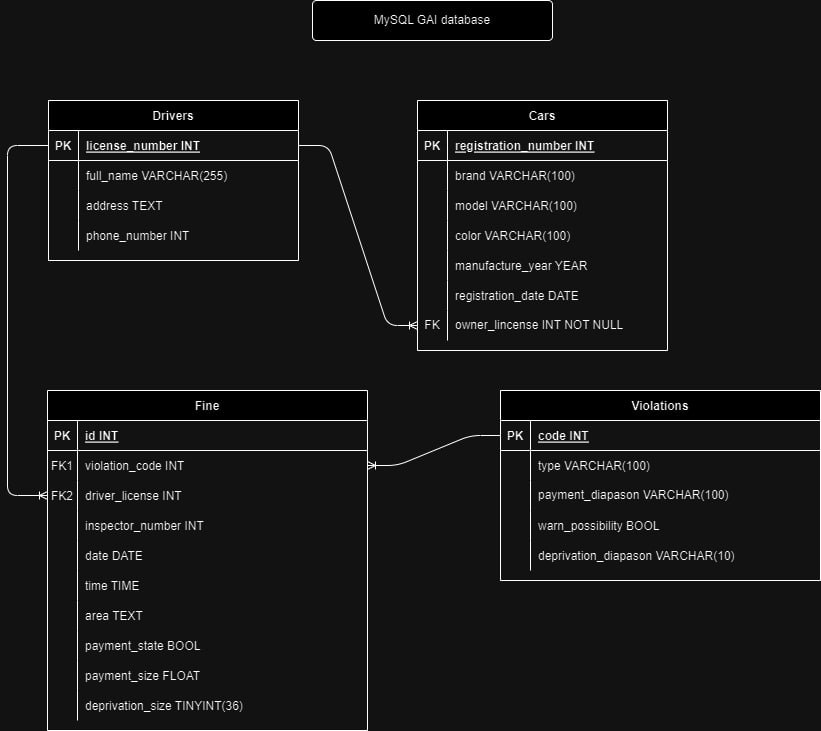 MySQL GAI database
Drivers
PK license_number INT
full_name VARCHAR(255)
address TEXT
phone_number INT
Cars
PK registration_number INT
brand VARCHAR(100)
model VARCHAR(100)
color VARCHAR(100)
manufacture_year YEAR
registration_date DATE
FK owner_lincense INT NOT NULL
Fine
PK id INT
FK1 violation_code INT
FK2 driver_license INT
inspector_number INT
date DATE
time TIME
area TEXT
payment_state BOOL
payment_size FLOAT
deprivation_size TINYINT(36)
Violations
PK code INT
type VARCHAR(100)
payment_diapason VARCHAR(100)
warn_possibility BOOL
deprivation_diapason VARCHAR(10)